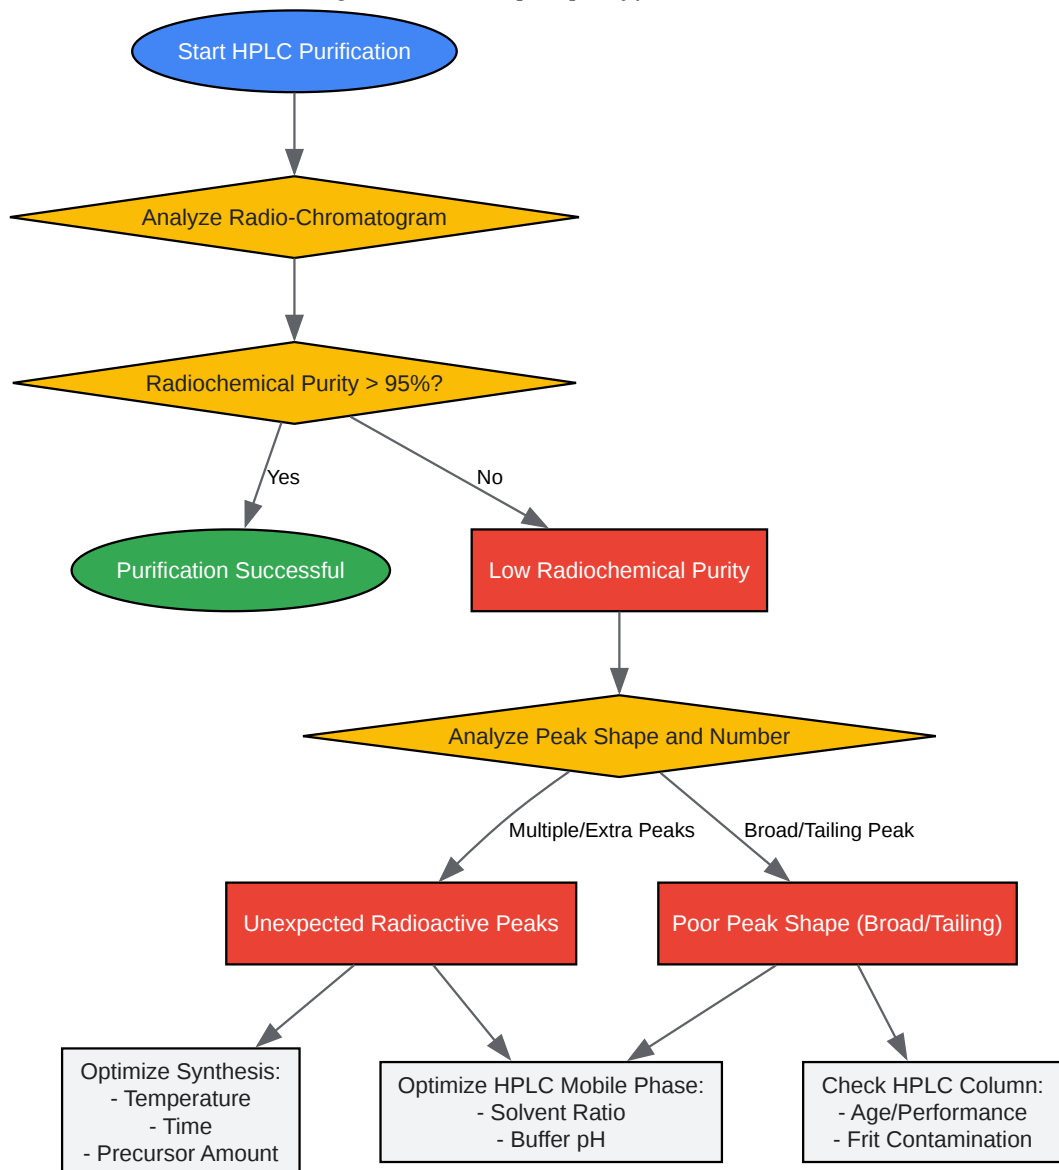 Start HPLC Purification
Analyze Radio-Chromatogram
Radiochemical Purity > 95%?
Yes
No
Purification Successful
Low Radiochemical Purity
Analyze Peak Shape and Number
Multiple/Extra Peaks
Broad/Tailing Peak
Unexpected Radioactive Peaks
Poor Peak Shape (Broad/Tailing)
Optimize Synthesis:
- Temperature
- Time
- Precursor Amount
Optimize HPLC Mobile Phase:
- Solvent Ratio
- Buffer pH
Check HPLC Column:
- Age/Performance
- Frit Contamination